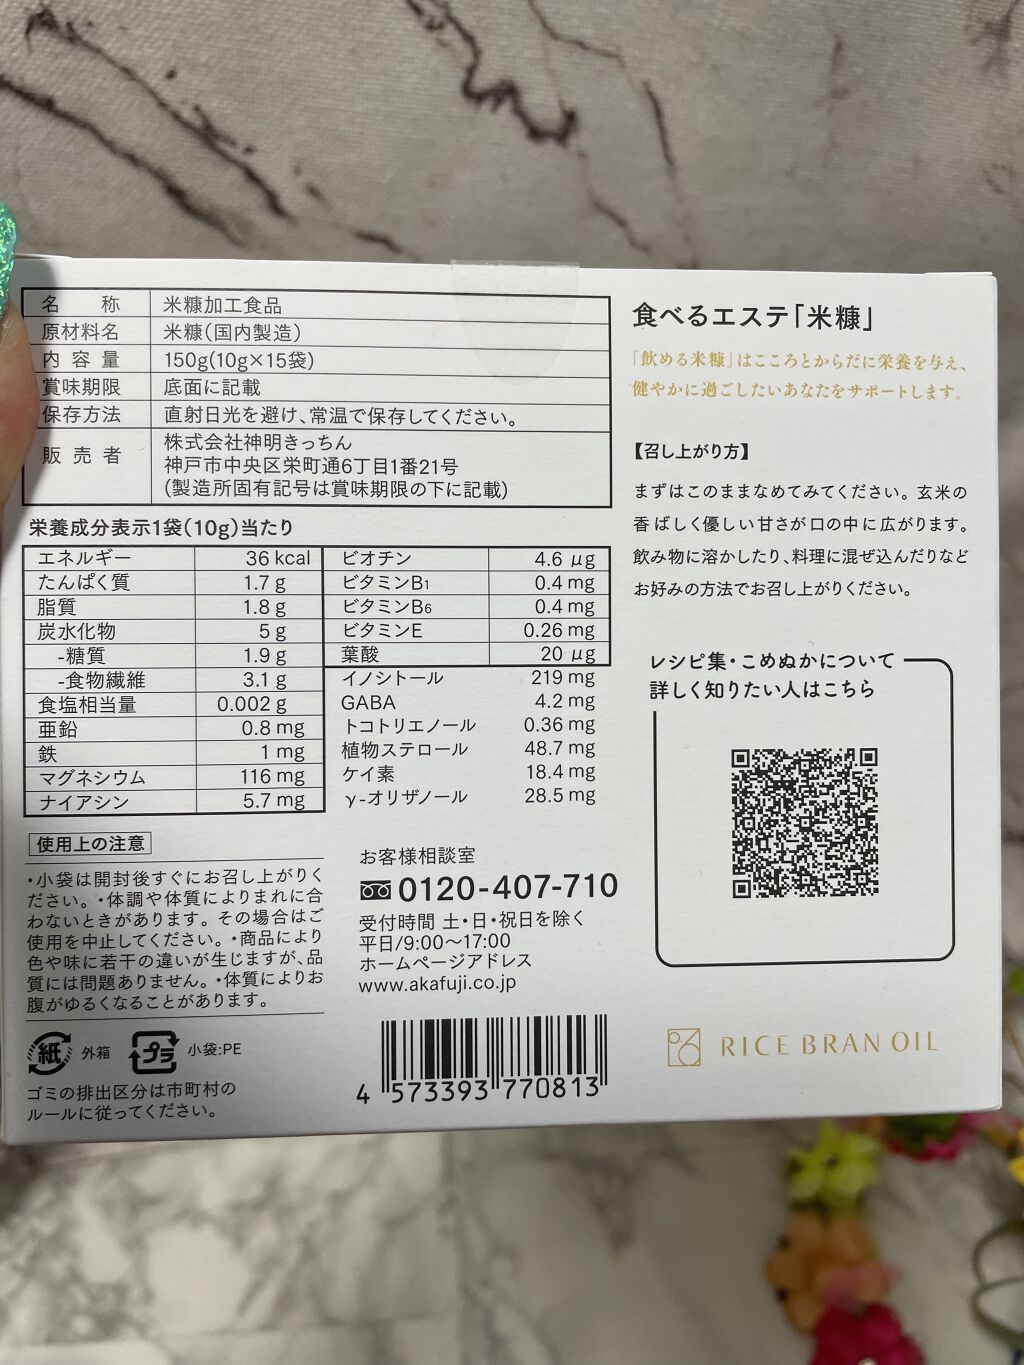 名称 米糠加工食品
原材料名 米糠(国内製造)
内容量 150g(10g×15袋)
賞味期限 底面に記載
保存方法 直射日光を避け、常温で保存してください。
販売者 株式会社神明きっちん
神戸市中央区栄町通6丁目1番21号
(製造所固有記号は賞味期限の下に記載)
栄養成分表示1袋(10g)当たり
エネルギー 36 kcal
たんぱく質 1.7 g
脂質 1.8 g
炭水化物 5 g
-糖質 1.9 g
-食物繊維 3.1 g
食塩相当量 0.002 g
亜鉛 0.8 mg
鉄 1 mg
マグネシウム 116 mg
ナイアシン 5.7 mg
ビオチン 4.6 μg
ビタミンB1 0.4 mg
ビタミンB6 0.4 mg
ビタミンE 0.26 mg
葉酸 20 μg
イノシトール 219 mg
GABA 4.2 mg
トコトリエノール 0.36 mg
植物ステロール 48.7 mg
ケイ素 18.4 mg
γ-オリザノール 28.5 mg
使用上の注意
・小袋は開封後すぐにお召し上がりく
ださい。・体調や体質によりまれに合
わないときがあります。その場合はご
使用を中止してください。・商品により
色や味に若干の違いが生じますが、品
質には問題ありません。・体質によりお
腹がゆるくなることがあります。
紙 外箱 プラ 小袋:PE
ゴミの排出区分は市町村の
ルールに従ってください。
お客様相談室
0120-407-710
受付時間 土・日・祝日を除く
平日/9:00〜17:00
ホームページアドレス
www.akafuji.co.jp
4 573393 770813
食べるエステ「米糠」
「飲める米糠」はこころとからだに栄養を与え、
健やかに過ごしたいあなたをサポートします。
【召し上がり方】
まずはこのままなめてみてください。玄米の
香ばしく優しい甘さが口の中に広がります。
飲み物に溶かしたり、料理に混ぜ込んだりなど
お好みの方法でお召し上がりください。
レシピ集・こめぬかについて
詳しく知りたい人はこちら
RICE BRAN OIL